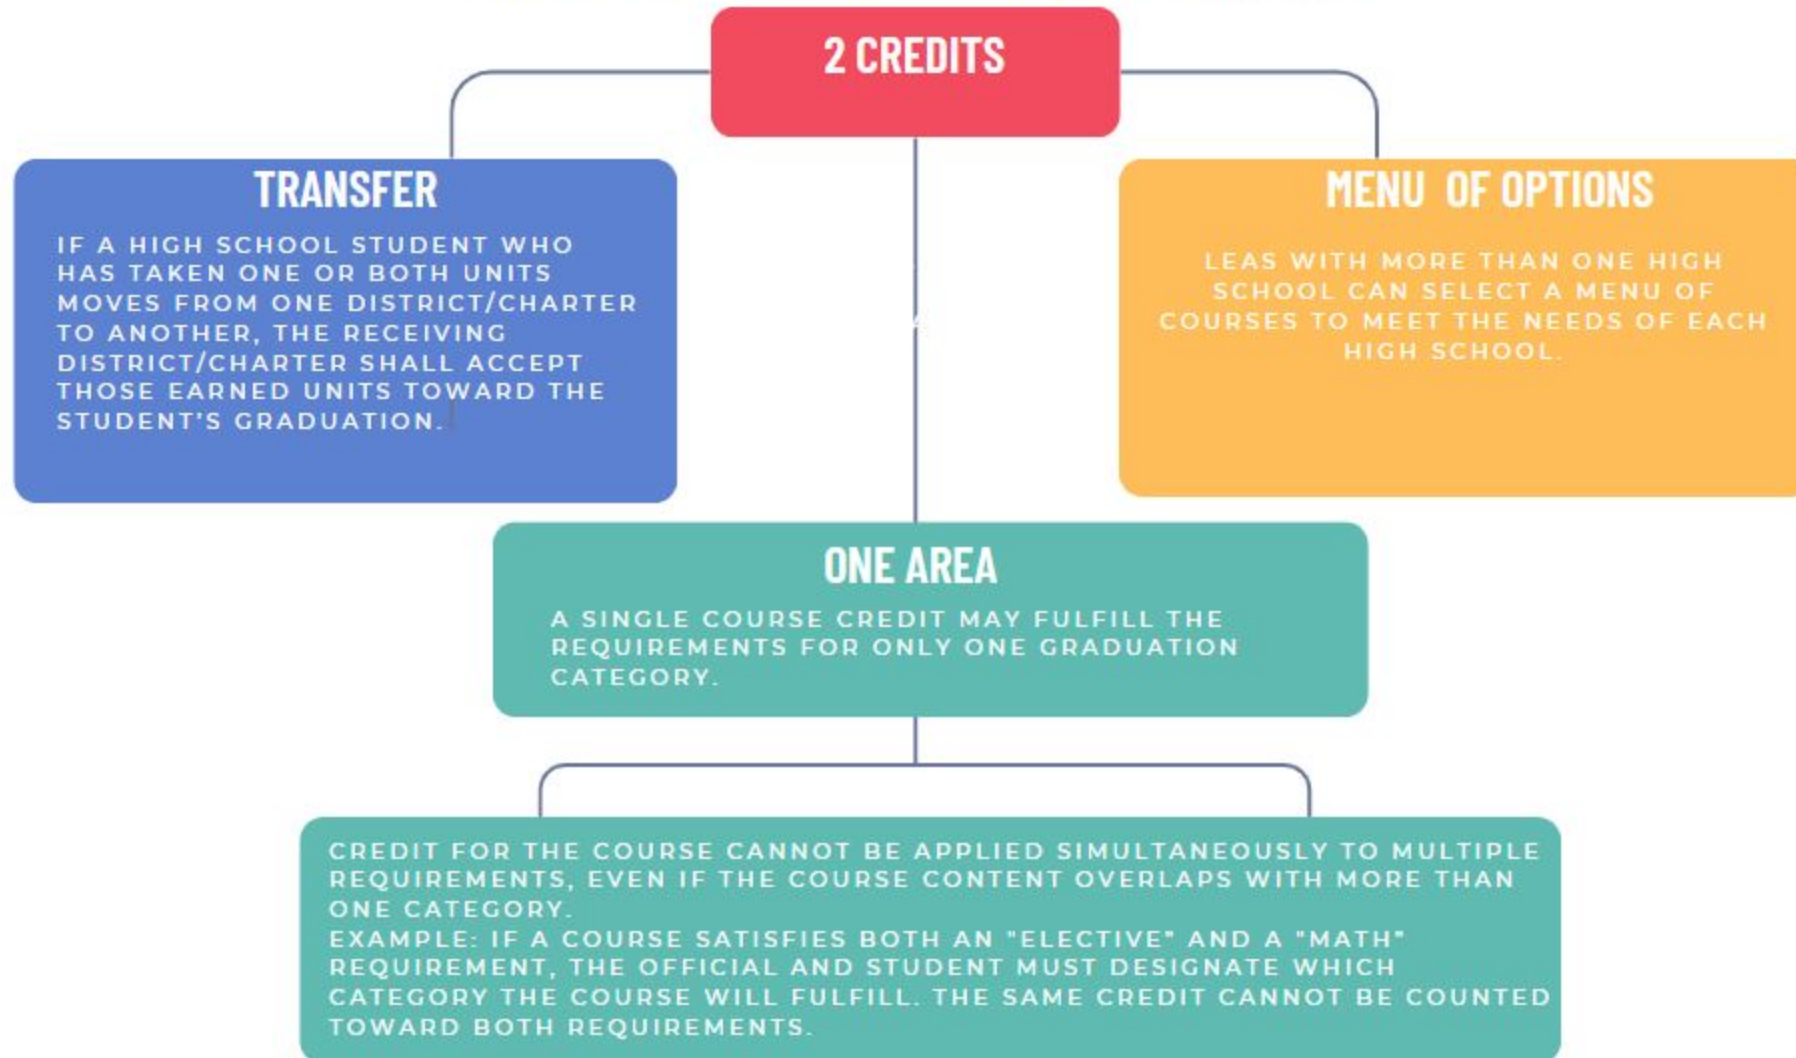 2 CREDITS
TRANSFER
IF A HIGH SCHOOL STUDENT WHO
HAS TAKEN ONE OR BOTH UNITS
MOVES FROM ONE DISTRICT/CHARTER
TO ANOTHER, THE RECEIVING
DISTRICT/CHARTER SHALL ACCEPT
THOSE EARNED UNITS TOWARD THE
STUDENT'S GRADUATION.
MENU OF OPTIONS
LEAS WITH MORE THAN ONE HIGH
SCHOOL CAN SELECT A MENU OF
COURSES TO MEET THE NEEDS OF EACH
HIGH SCHOOL.
ONE AREA
A SINGLE COURSE CREDIT MAY FULFILL THE
REQUIREMENTS FOR ONLY ONE GRADUATION
CATEGORY.
CREDIT FOR THE COURSE CANNOT BE APPLIED SIMULTANEOUSLY TO MULTIPLE
REQUIREMENTS, EVEN IF THE COURSE CONTENT OVERLAPS WITH MORE THAN
ONE CATEGORY.
EXAMPLE: IF A COURSE SATISFIES BOTH AN "ELECTIVE" AND A "MATH"
REQUIREMENT, THE OFFICIAL AND STUDENT MUST DESIGNATE WHICH
CATEGORY THE COURSE WILL FULFILL. THE SAME CREDIT CANNOT BE COUNTED
TOWARD BOTH REQUIREMENTS.